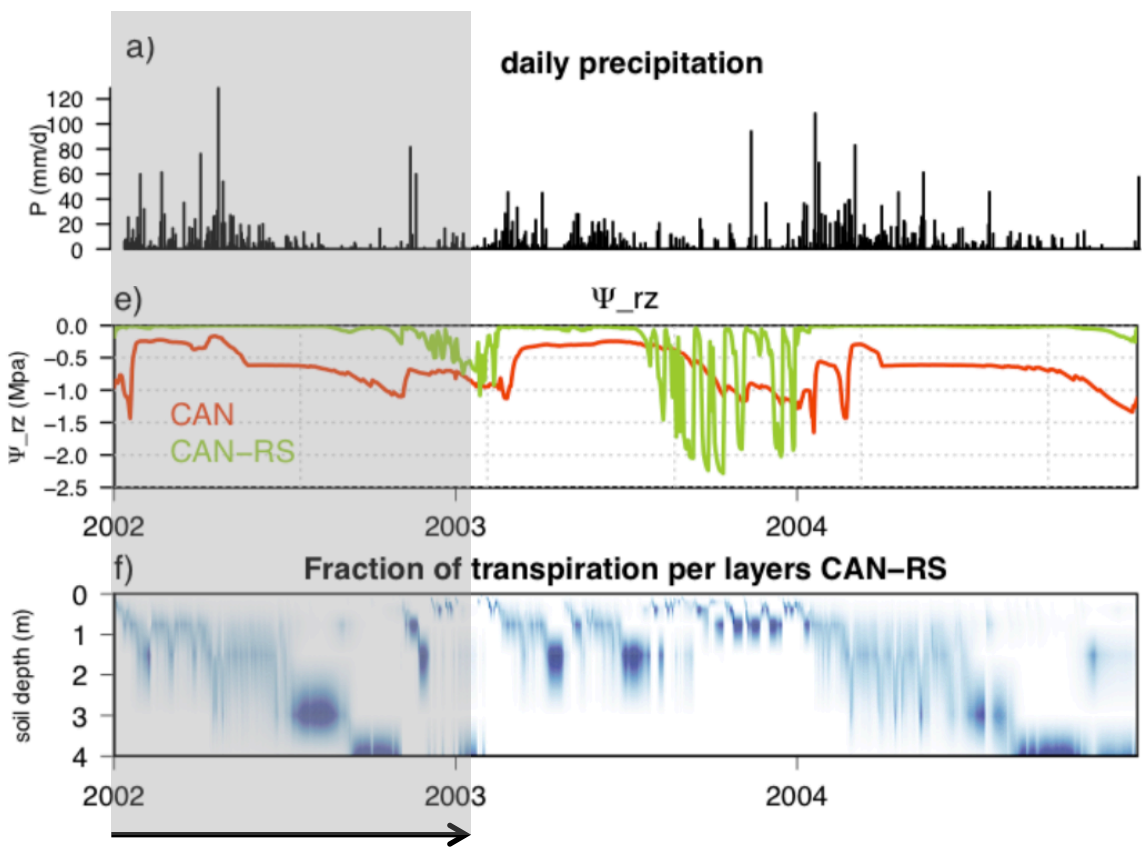 a)
daily precipitation
P (mm/d)
120
100
80
60
40
20
0
e)
Ψ_rz
Ψ_rz (Mpa)
0.0
−0.5
−1.0
−1.5
−2.0
−2.5
CAN
CAN−RS
2002 2003 2004
f)
Fraction of transpiration per layers CAN−RS
soil depth (m)
0
1
2
3
4
2002 2003 2004